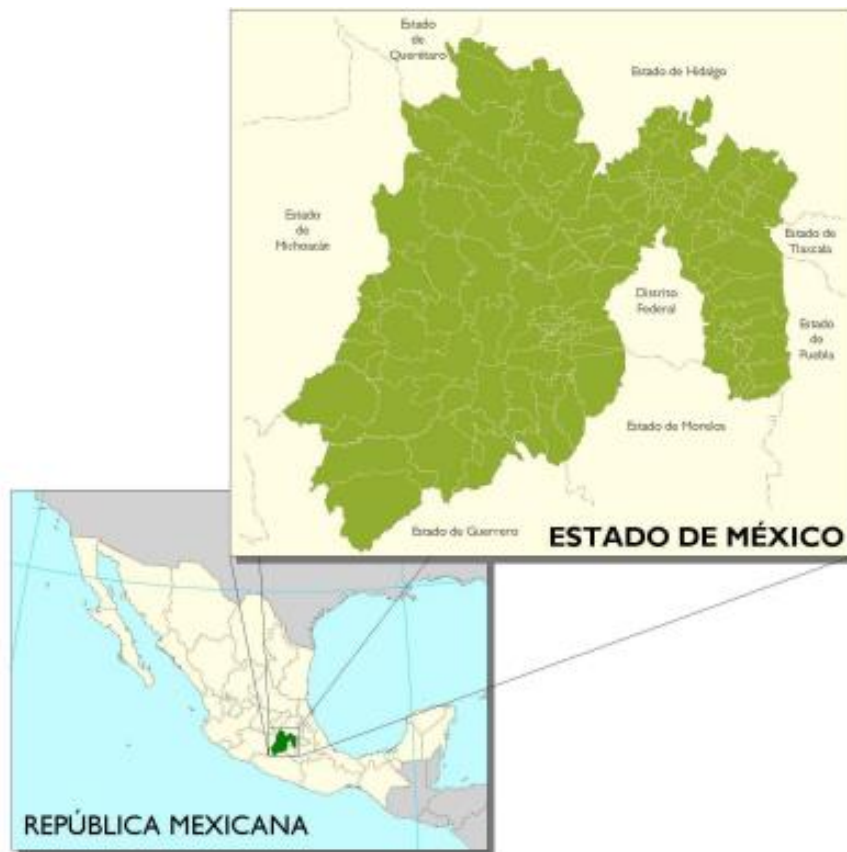 Estado
de
Querétaro
Estado de Hidalgo
Estado
de
Michoacán
Estado de
Tlaxcala
Distrito
Federal
Estado
de
Puebla
Estado de Morelos
Estado de Guerrero
ESTADO DE MÉXICO
REPÚBLICA MEXICANA